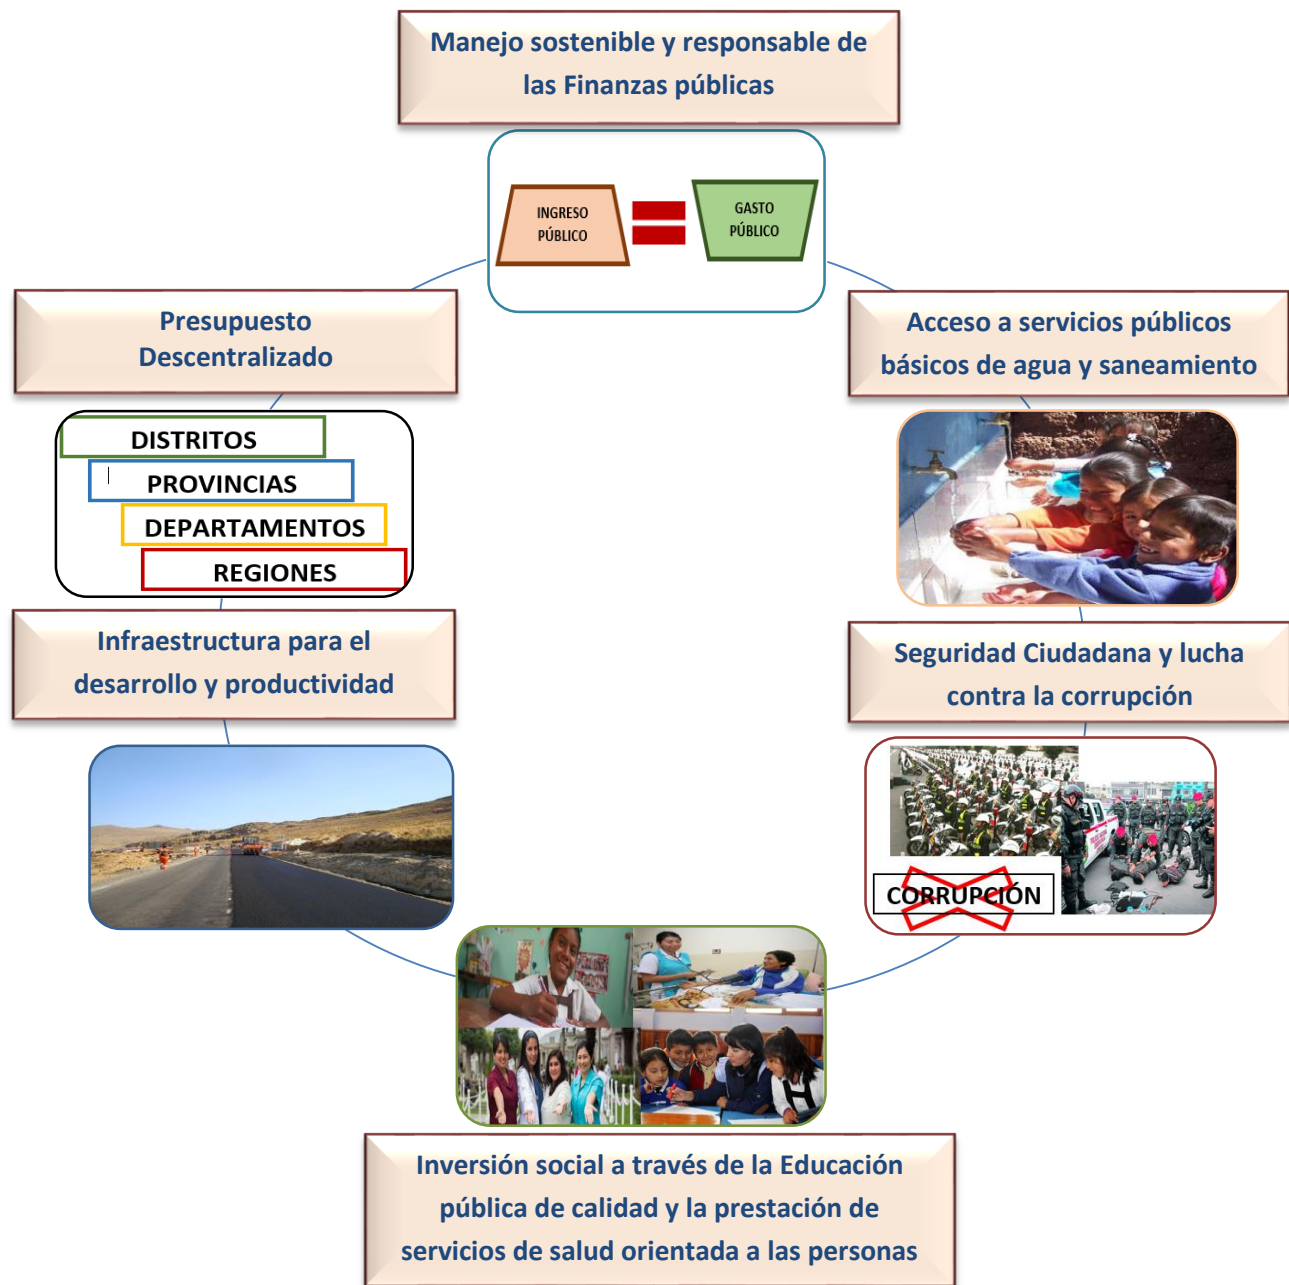 Manejo sostenible y responsable de
las Finanzas públicas
INGRESO
PÚBLICO
GASTO
PÚBLICO
Presupuesto
Descentralizado
DISTRITOS
PROVINCIAS
DEPARTAMENTOS
REGIONES
Acceso a servicios públicos
básicos de agua y saneamiento
Infraestructura para el
desarrollo y productividad
Seguridad Ciudadana y lucha
contra la corrupción
CORRUPCIÓN
Inversión social a través de la Educación
pública de calidad y la prestación de
servicios de salud orientada a las personas